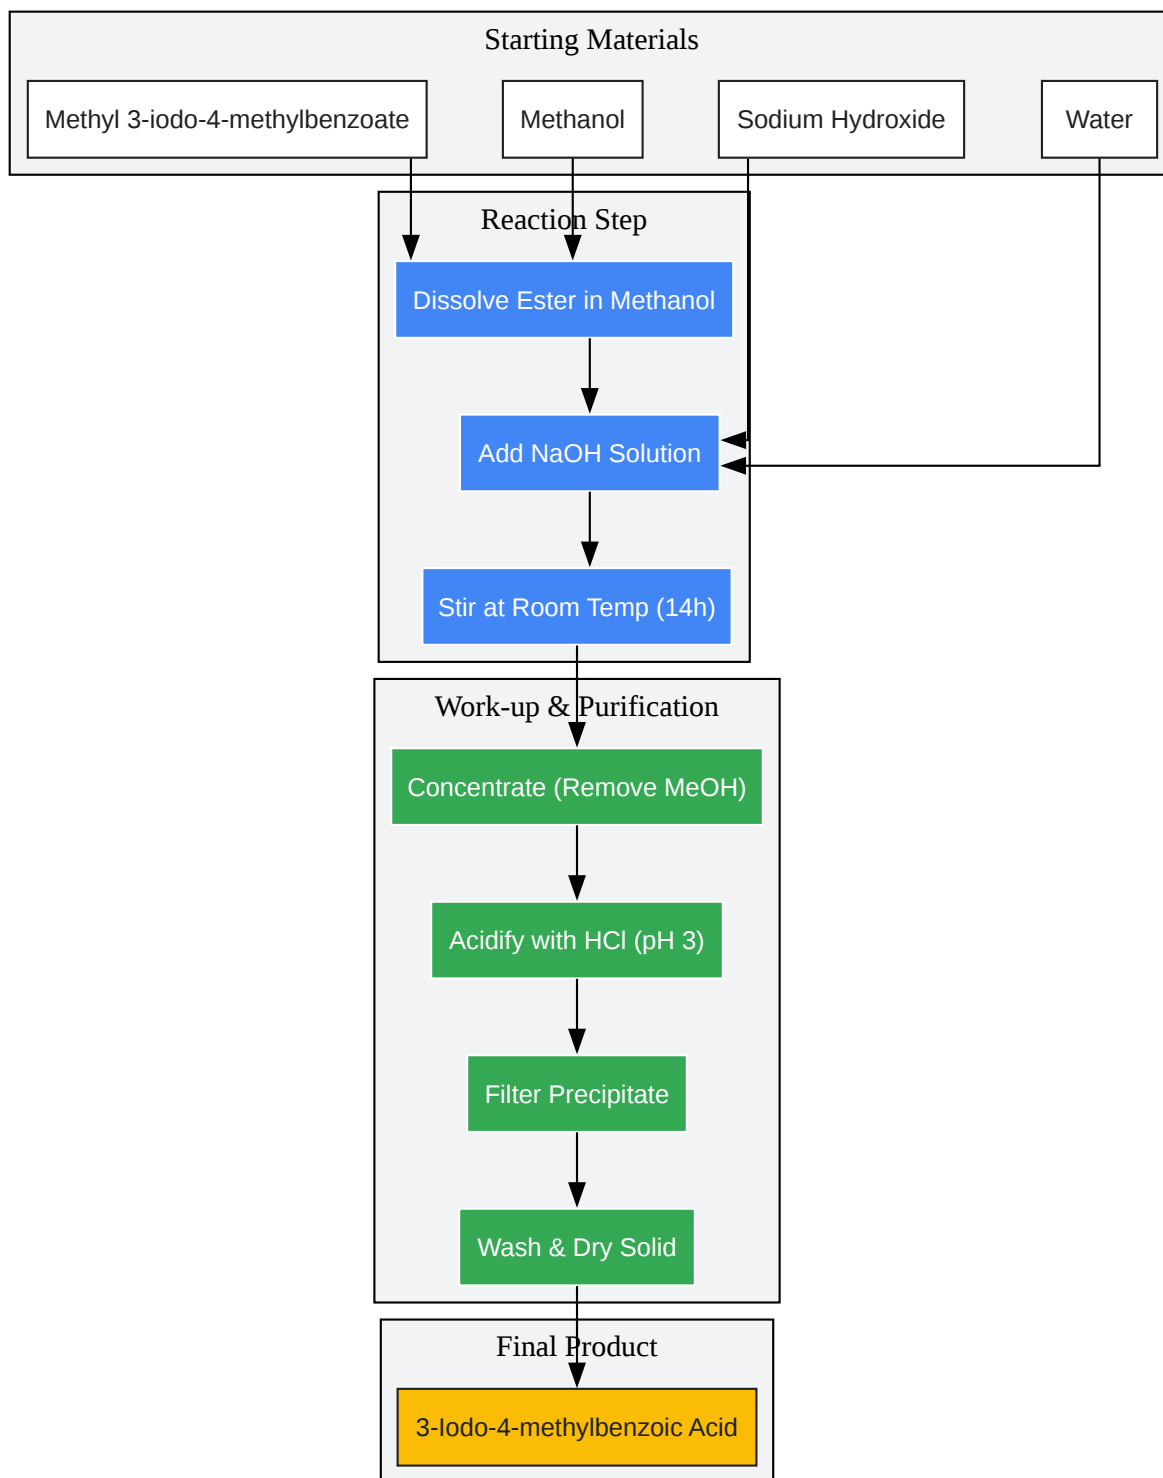 Starting Materials
Methyl 3-iodo-4-methylbenzoate
Methanol
Sodium Hydroxide
Water
Reaction Step
Dissolve Ester in Methanol
Add NaOH Solution
Stir at Room Temp (14h)
Work-up & Purification
Concentrate (Remove MeOH)
Acidify with HCl (pH 3)
Filter Precipitate
Wash & Dry Solid
Final Product
3-Iodo-4-methylbenzoic Acid